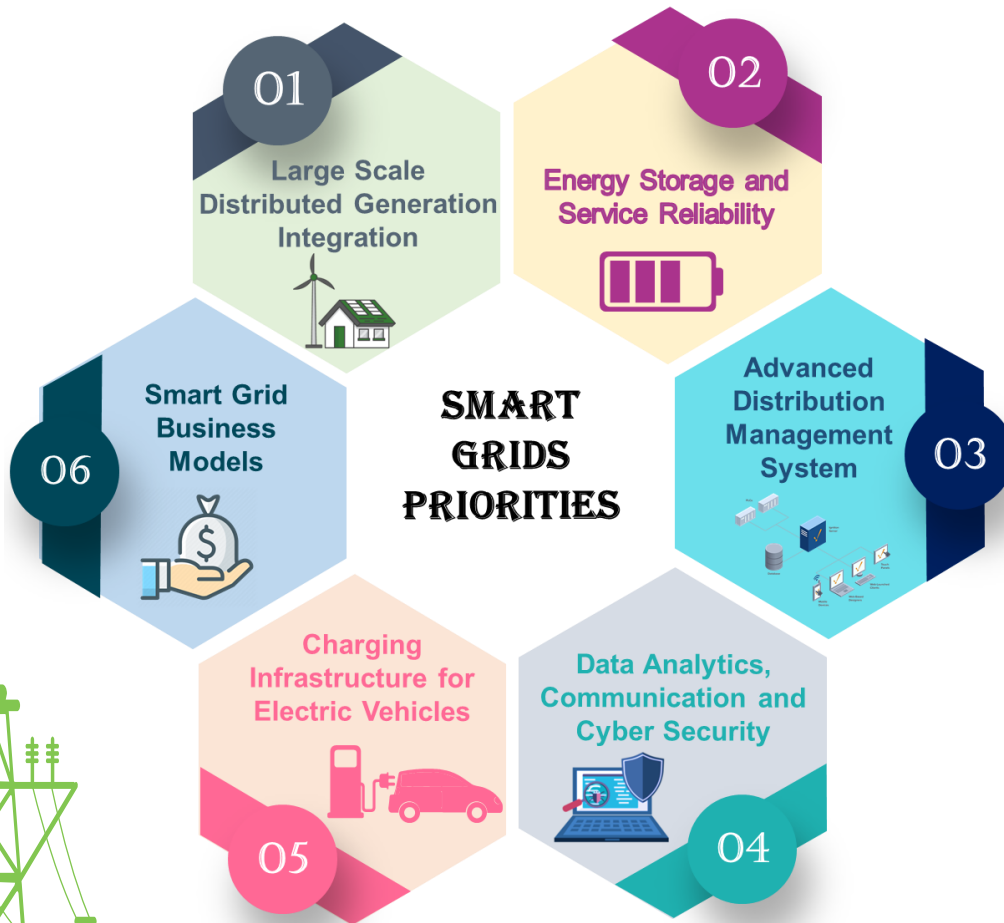 01
Large Scale
Distributed Generation
Integration
02
Energy Storage and
Service Reliability
03
Advanced
Distribution
Management
System
SMART
GRIDS
PRIORITIES
06
Smart Grid
Business
Models
$
Charging
Infrastructure for
Electric Vehicles
05
Data Analytics,
Communication and
Cyber Security
04